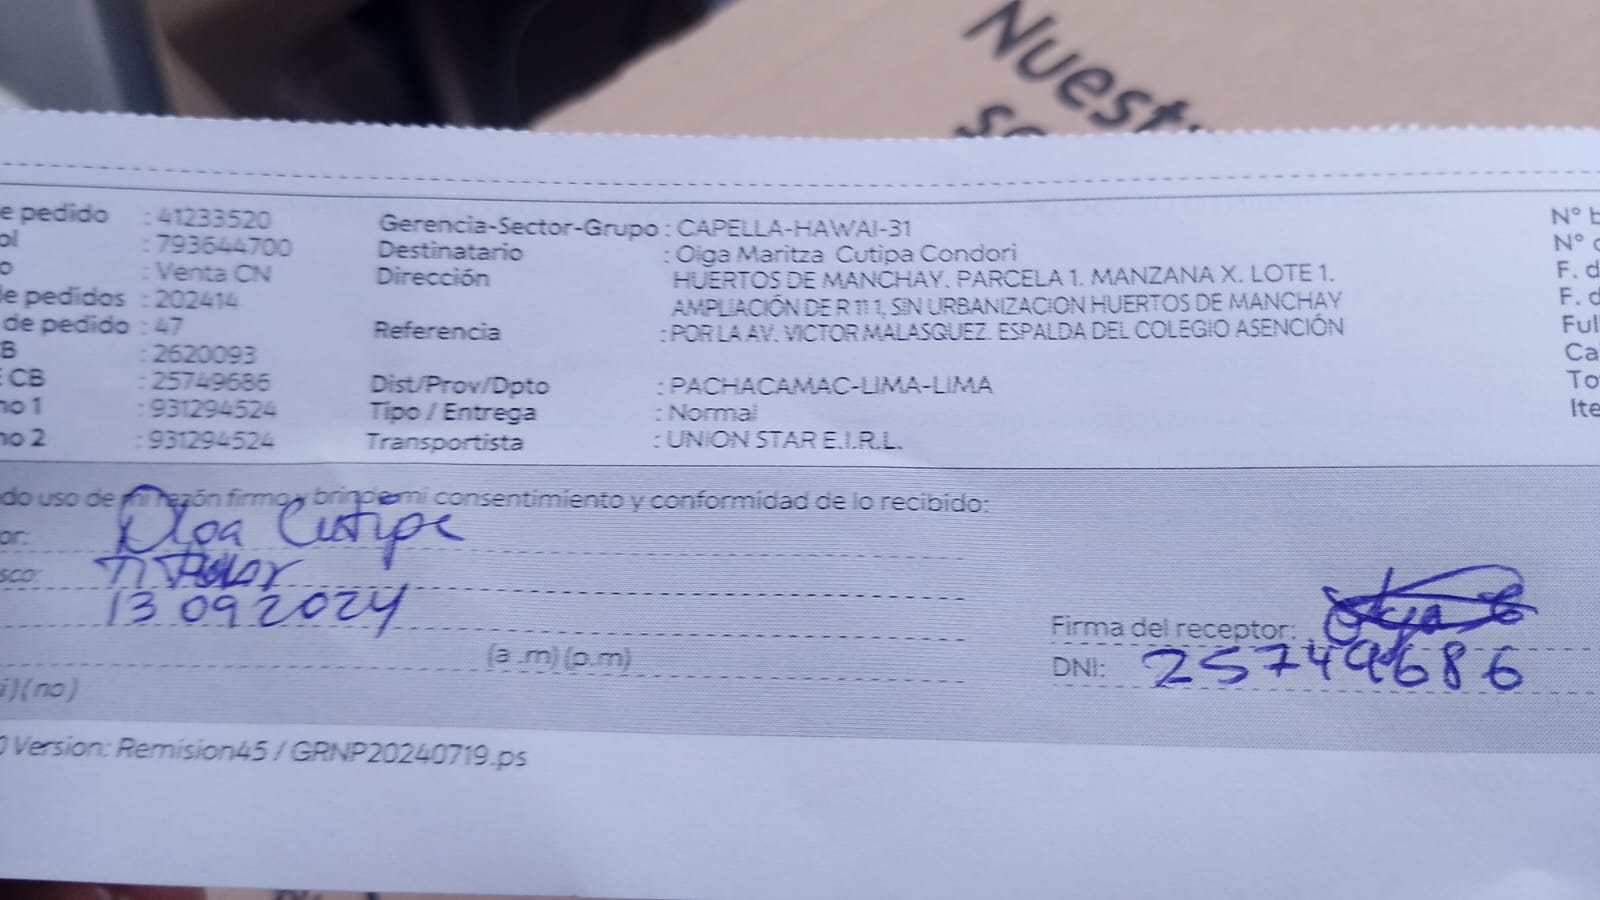 Nuest
so
e pedido : 41233520 Gerencia-Sector-Grupo : CAPELLA-HAWAI-31 N° b
ol : 793644700 Destinatario : Olga Maritza Cutipa Condori N° c
o : Venta CN Dirección HUERTOS DE MANCHAY. PARCELA 1. MANZANA X. LOTE 1. F. d
e pedidos : 202414 AMPLIACIÓN DE R 11 1, SIN URBANIZACION HUERTOS DE MANCHAY F. d
de pedido : 47 Referencia : POR LA AV. VICTOR MALASQUEZ. ESPALDA DEL COLEGIO ASENCIÓN Ful
B : 2620093 Ca
CB : 25749686 Dist/Prov/Dpto : PACHACAMAC-LIMA-LIMA To
no 1 : 931294524 Tipo / Entrega : Normal Ite
no 2 : 931294524 Transportista : UNION STAR E.I.R.L.
do uso de mi razón firmo y brindo mi consentimiento y conformidad de lo recibido:
or: Olga Cutipe
sco:
13 09 2024
Firma del receptor:
(a .m) (p.m)
DNI: 25749686
i) (no)
Version: Remision45 / GRNP20240719.ps